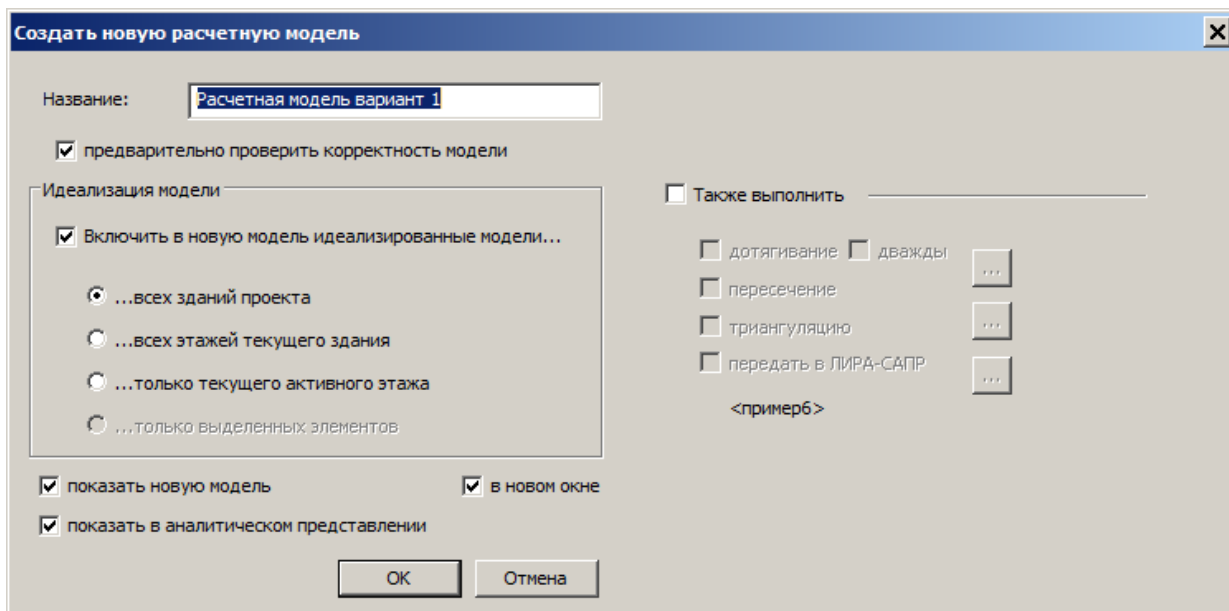 Создать новую расчетную модель
Название: Расчетная модель вариант 1
предварительно проверить корректность модели
Идеализация модели
Включить в новую модель идеализированные модели...
...всех зданий проекта
...всех этажей текущего здания
...только текущего активного этажа
...только выделенных элементов
показать новую модель в новом окне
показать в аналитическом представлении
OK Отмена
Также выполнить
дотягивание дважды
...
пересечение
триангуляцию
...
передать в ЛИРА-САПР
...
<пример6>